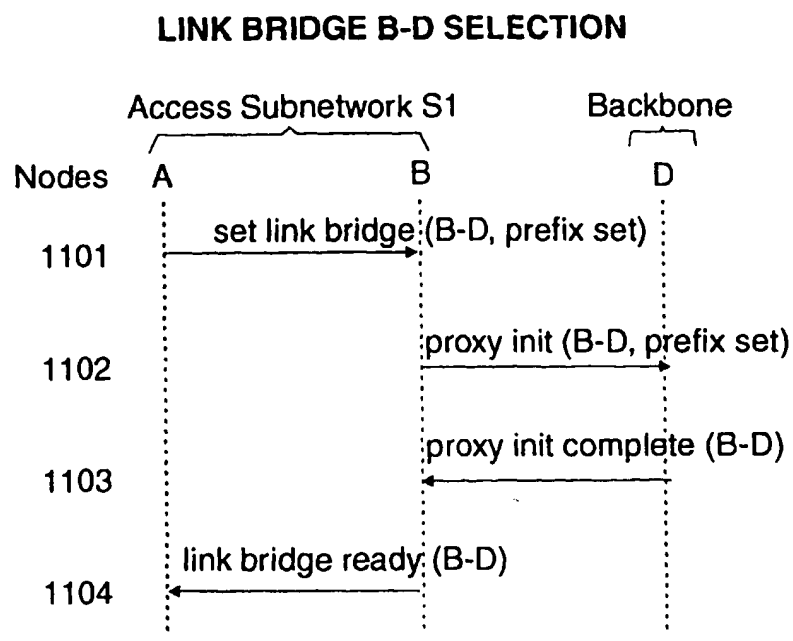 LINK BRIDGE B-D SELECTION
Access Subnetwork S1 Backbone
Nodes A B D
set link bridge (B-D, prefix set)
1101
proxy init (B-D, prefix set)
1102
proxy init complete (B-D)
1103
link bridge ready (B-D)
1104